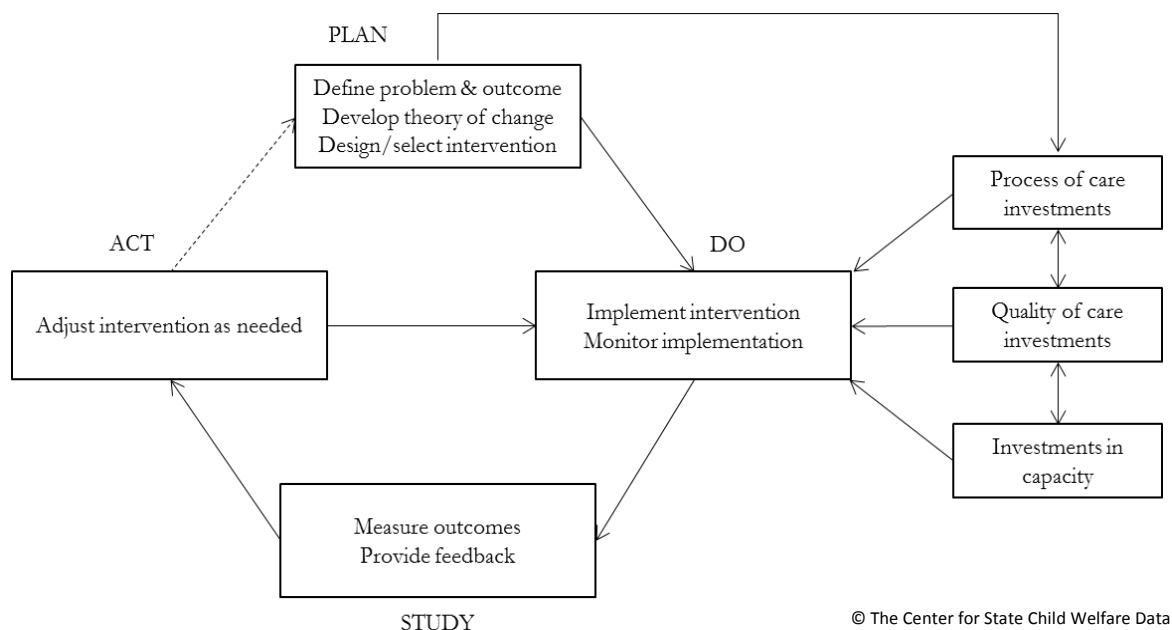 PLAN
Define problem & outcome
Develop theory of change
Design/select intervention
Process of care
investments
ACT
DO
Adjust intervention as needed
Implement intervention
Monitor implementation
Quality of care
investments
Investments in
capacity
Measure outcomes
Provide feedback
STUDY
© The Center for State Child Welfare Data